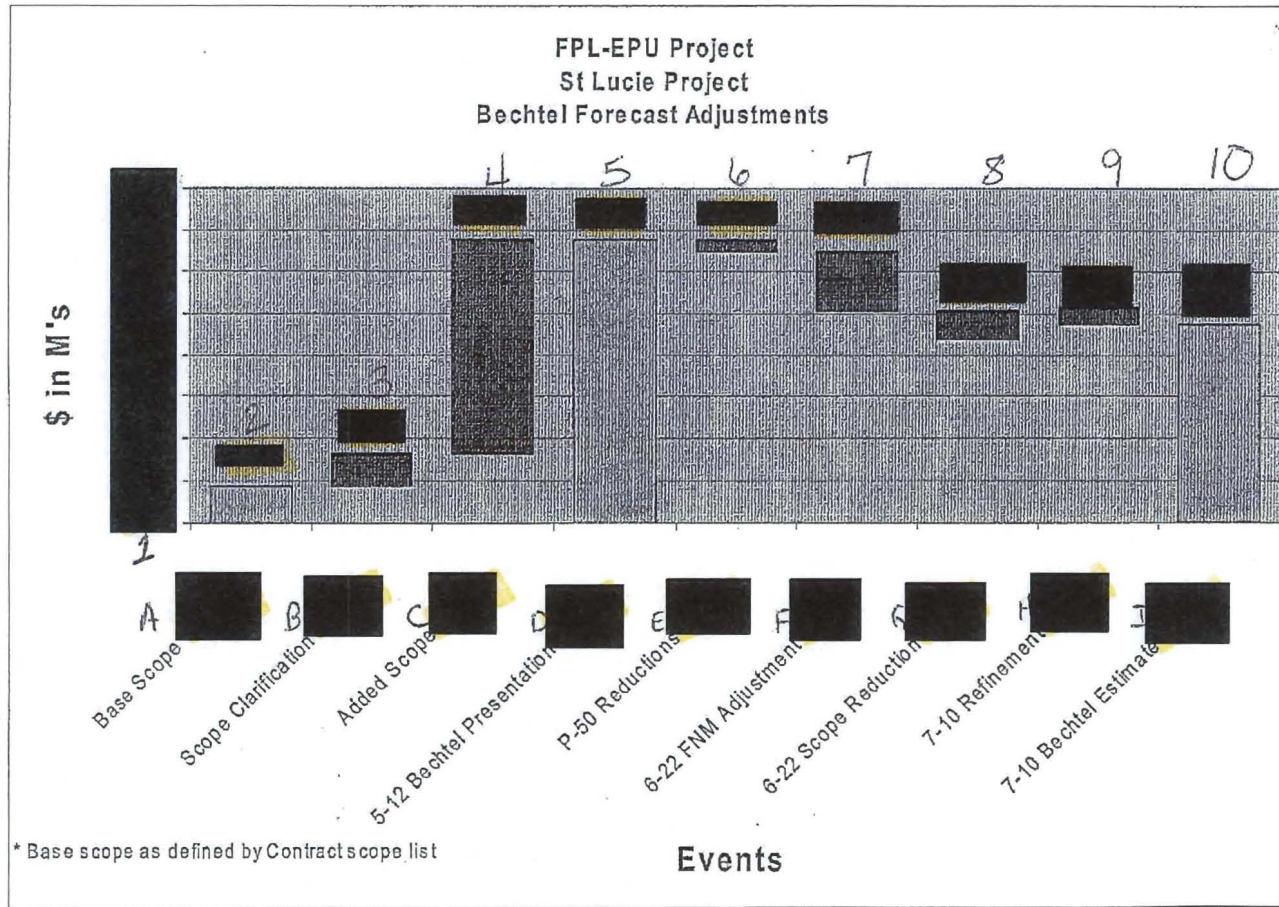 FPL-EPU Project
St Lucie Project
Bechtel Forecast Adjustments
$ in M's
1
2
3
4
5
6
7
8
9
10
A
B
C
D
E
F
G
H
I
Base Scope
Scope Clarification
Added Scope
5-12 Bechtel Presentation
P-50 Reductions
6-22 FNM Adjustment
6-22 Scope Reduction
7-10 Refinement
7-10 Bechtel Estimate
* Base scope as defined by Contract scope list
Events